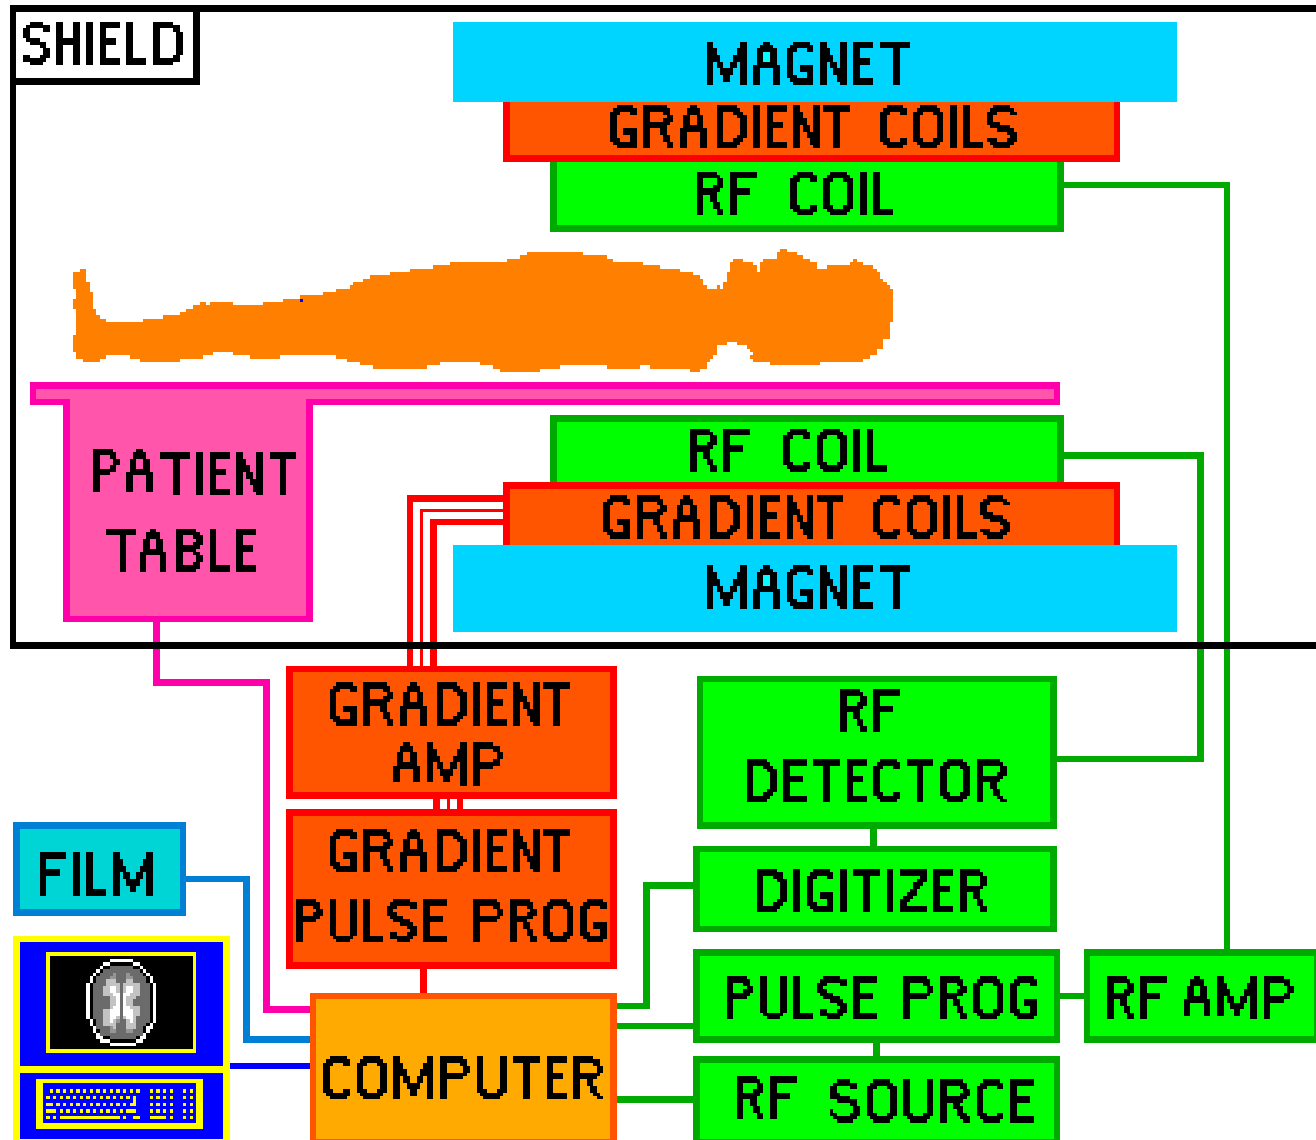 SHIELD
MAGNET
GRADIENT COILS
RF COIL
RF COIL
GRADIENT COILS
MAGNET
PATIENT
TABLE
GRADIENT
AMP
GRADIENT
PULSE PROG
RF
DETECTOR
DIGITIZER
FILM
PULSE PROG
RF AMP
COMPUTER
RF SOURCE